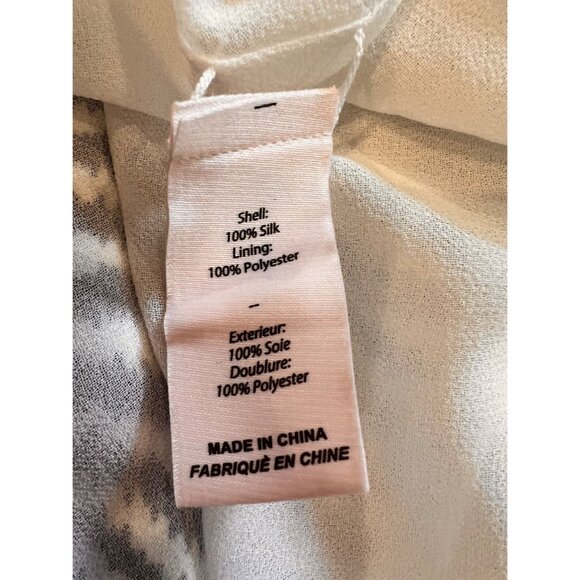 Shell:
100% Silk
Lining:
100% Polyester
-
Exterieur:
100% Soie
Doublure:
100% Polyester
MADE IN CHINA
FABRIQUÈ EN CHINE